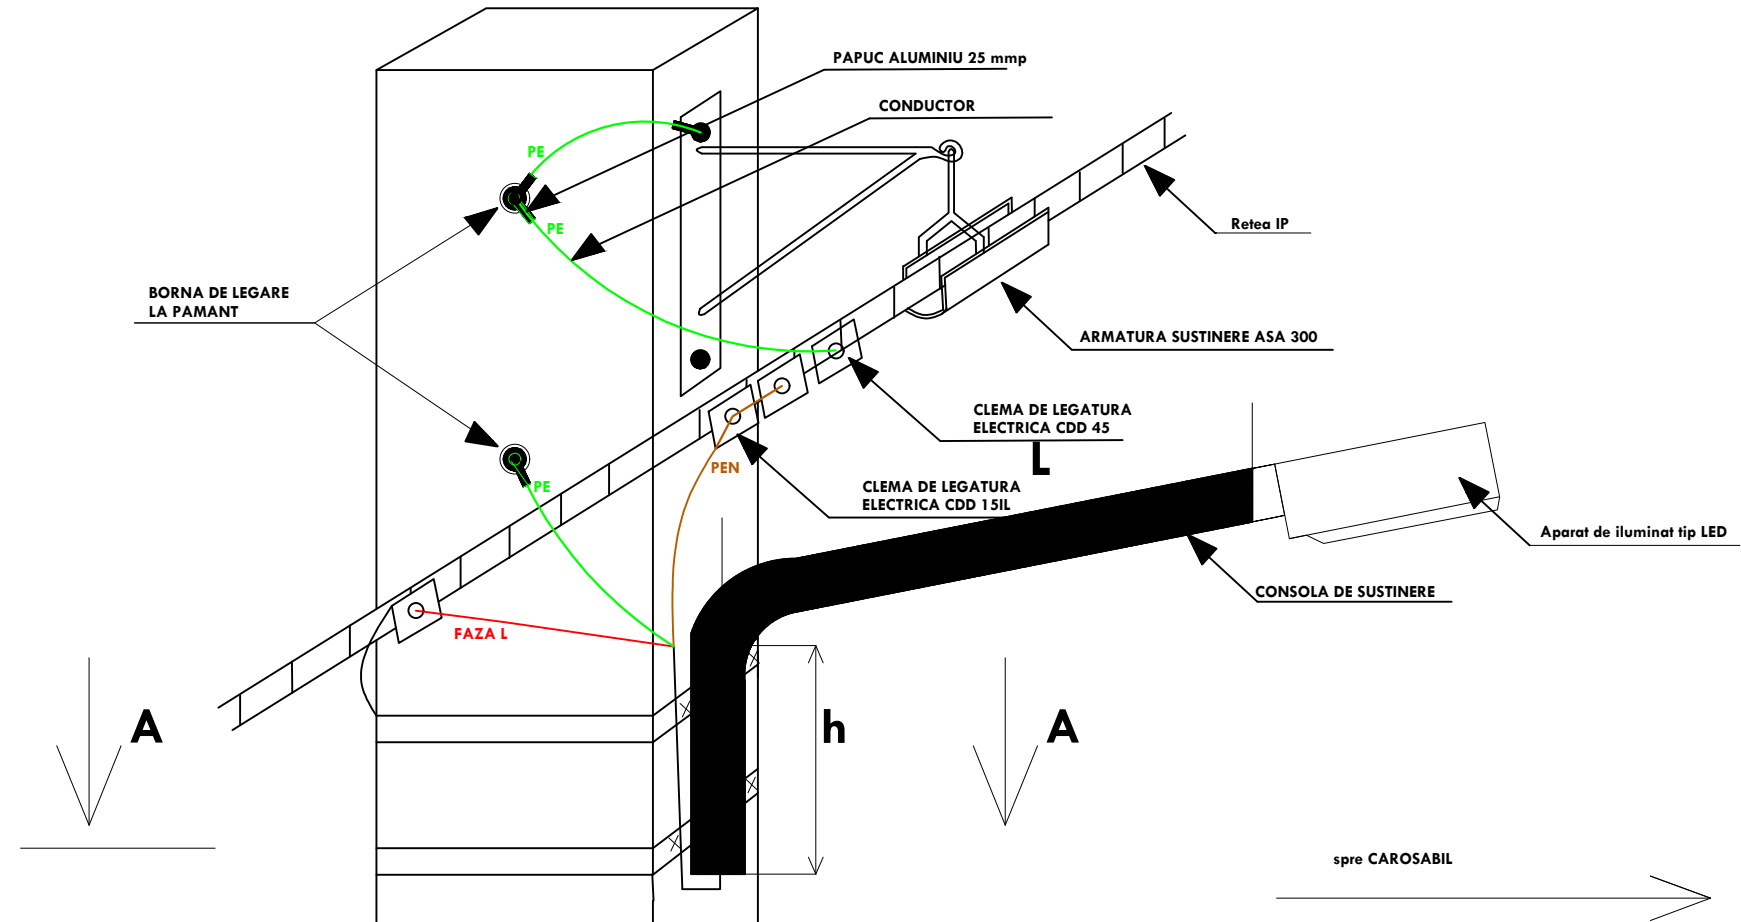 PAPUC ALUMINIU 25 mmp
CONDUCTOR
PE
PE
Retea IP
BORNA DE LEGARE
LA PAMANT
ARMATURA SUSTINERE ASA 300
CLEMA DE LEGATURA
ELECTRICA CDD 45
L
PEN
CLEMA DE LEGATURA
ELECTRICA CDD 15IL
PE
Aparat de iluminat tip LED
CONSOLA DE SUSTINERE
FAZA L
A
h
A
spre CAROSABIL